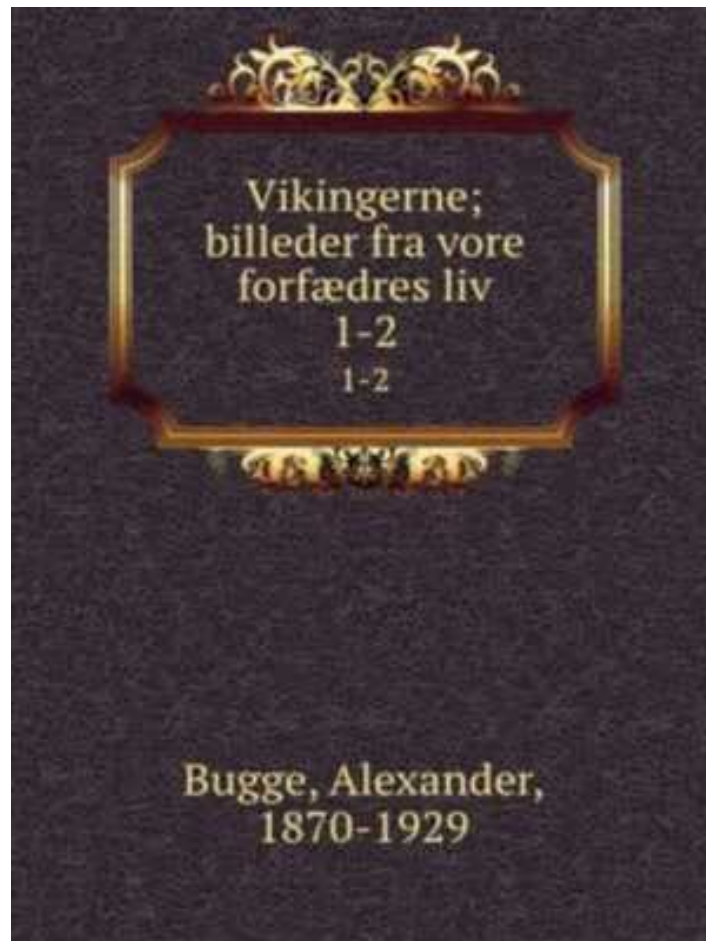 Vikingerne;
billeder fra vore
forfædres liv
1-2
1-2
Bugge, Alexander,
1870-1929